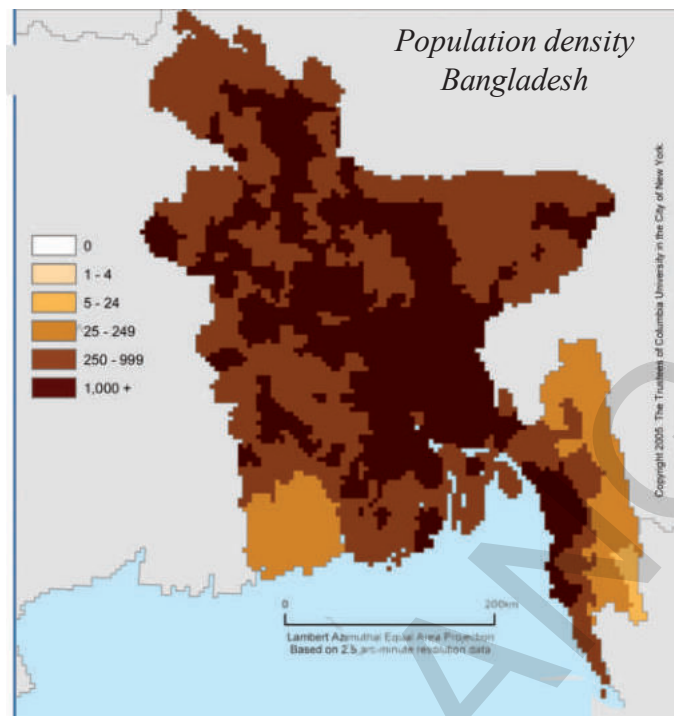 Population density
Bangladesh
0
1 - 4
5 - 24
25 - 249
250 - 999
1,000 +
Copyright 2005. The Trustees of Columbia University in the City of New York.
0 200km
Lambert Azimuthal Equal Area Projection
Based on 2.5 arc-minute resolution data